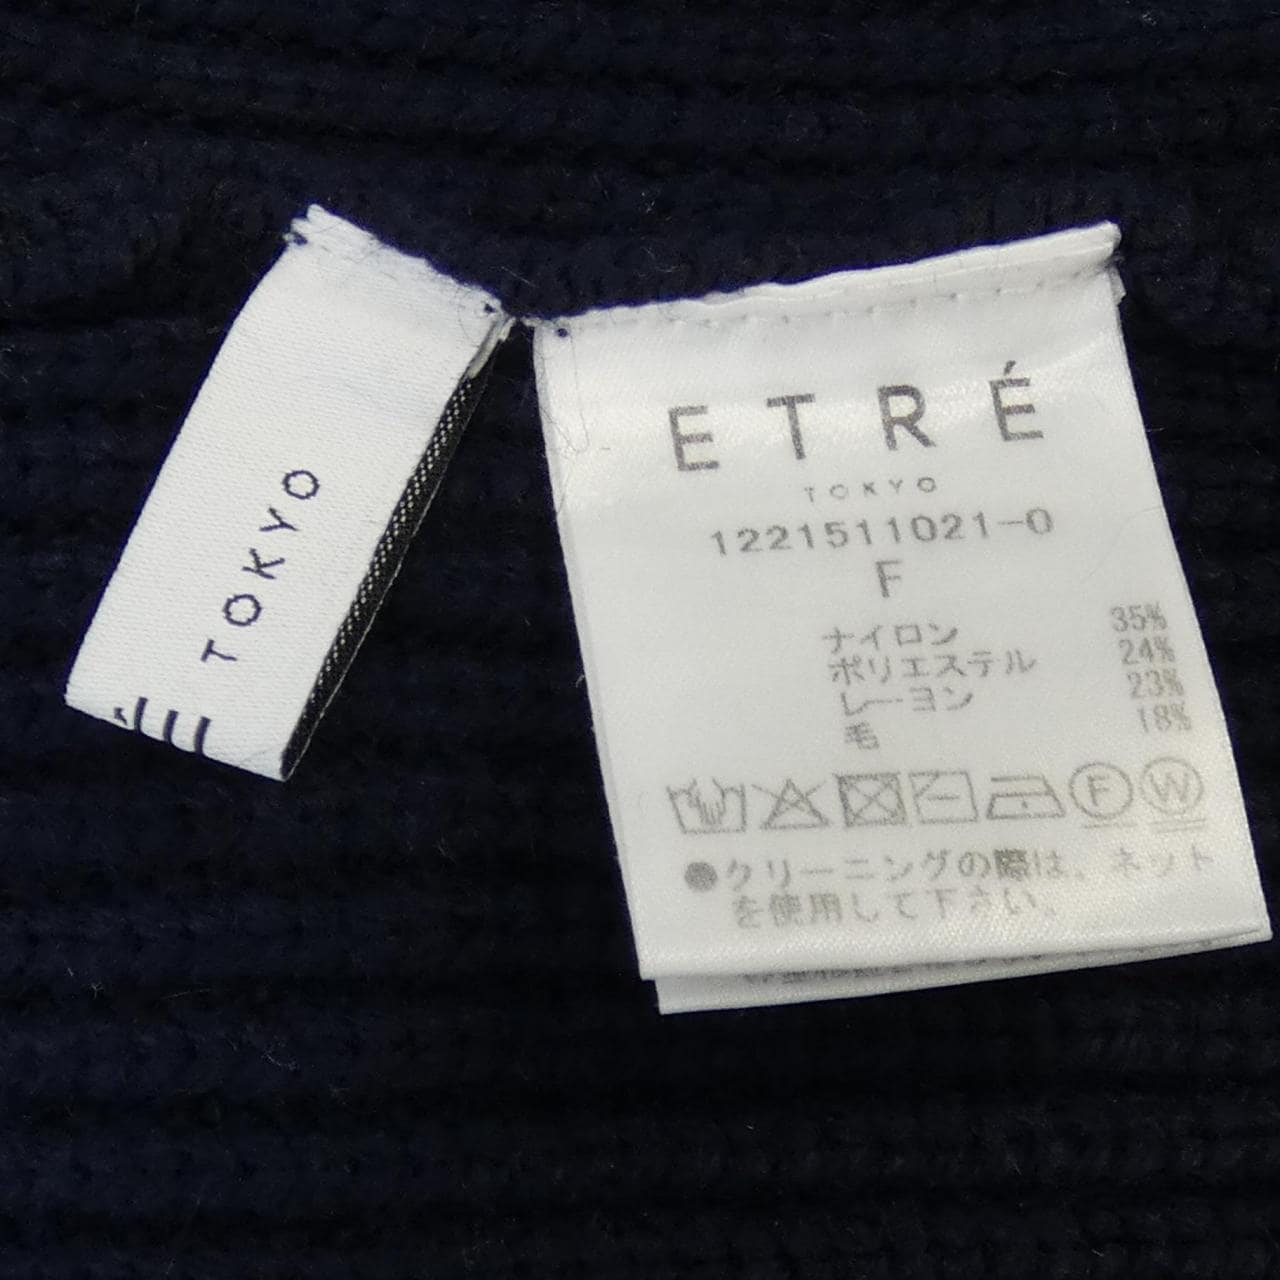 TOKYO
ETRÉ
TOKYO
1221511021-0
F
ナイロン 35%
ポリエステル 24%
レーヨン 23%
毛 18%
F W
●クリーニングの際は、ネット
を使用して下さい。